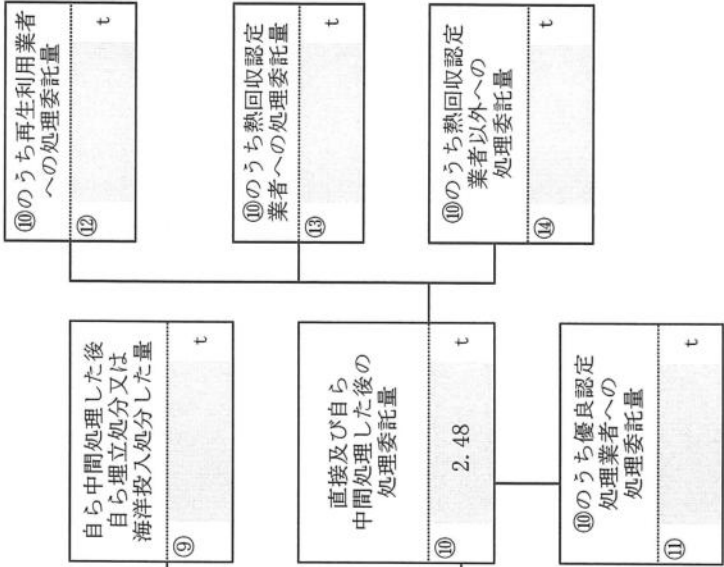 自ら中間処理した後
自ら埋立処分又は
海洋投入処分した量
⑨ t
直接及び自ら
中間処理した後の
処理委託量
⑩ 2.48 t
⑩のうち優良認定
処理業者への
処理委託量
⑪ t
⑩のうち再生利用業者
への処理委託量
⑫ t
⑩のうち熱回収認定
業者への処理委託量
⑬ t
⑩のうち熱回収認定
業者以外への
処理委託量
⑭ t